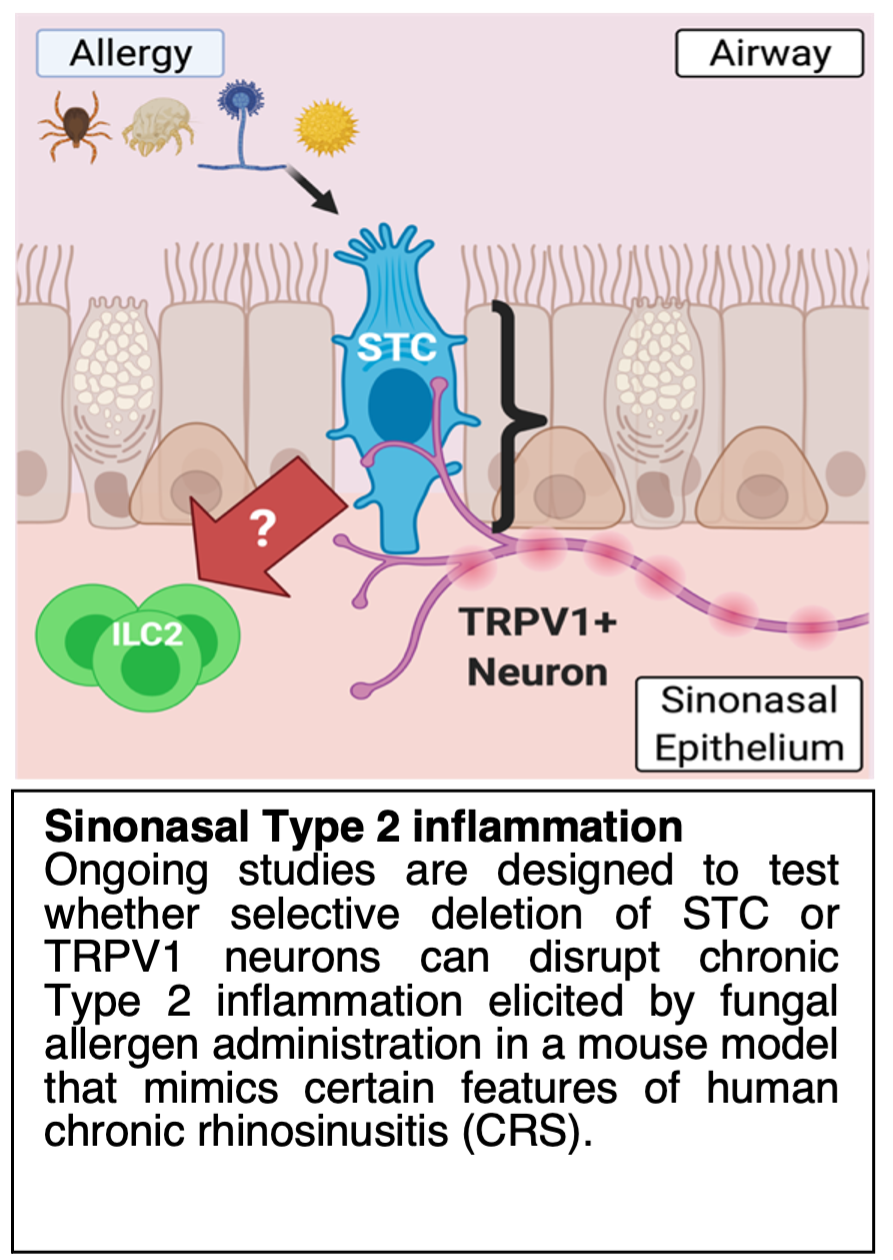 Allergy
Airway
STC
?
ILC2
TRPV1+
Neuron
Sinonasal
Epithelium
Sinonasal Type 2 inflammation
Ongoing studies are designed to test
whether selective deletion of STC or
TRPV1 neurons can disrupt chronic
Type 2 inflammation elicited by fungal
allergen administration in a mouse model
that mimics certain features of human
chronic rhinosinusitis (CRS).